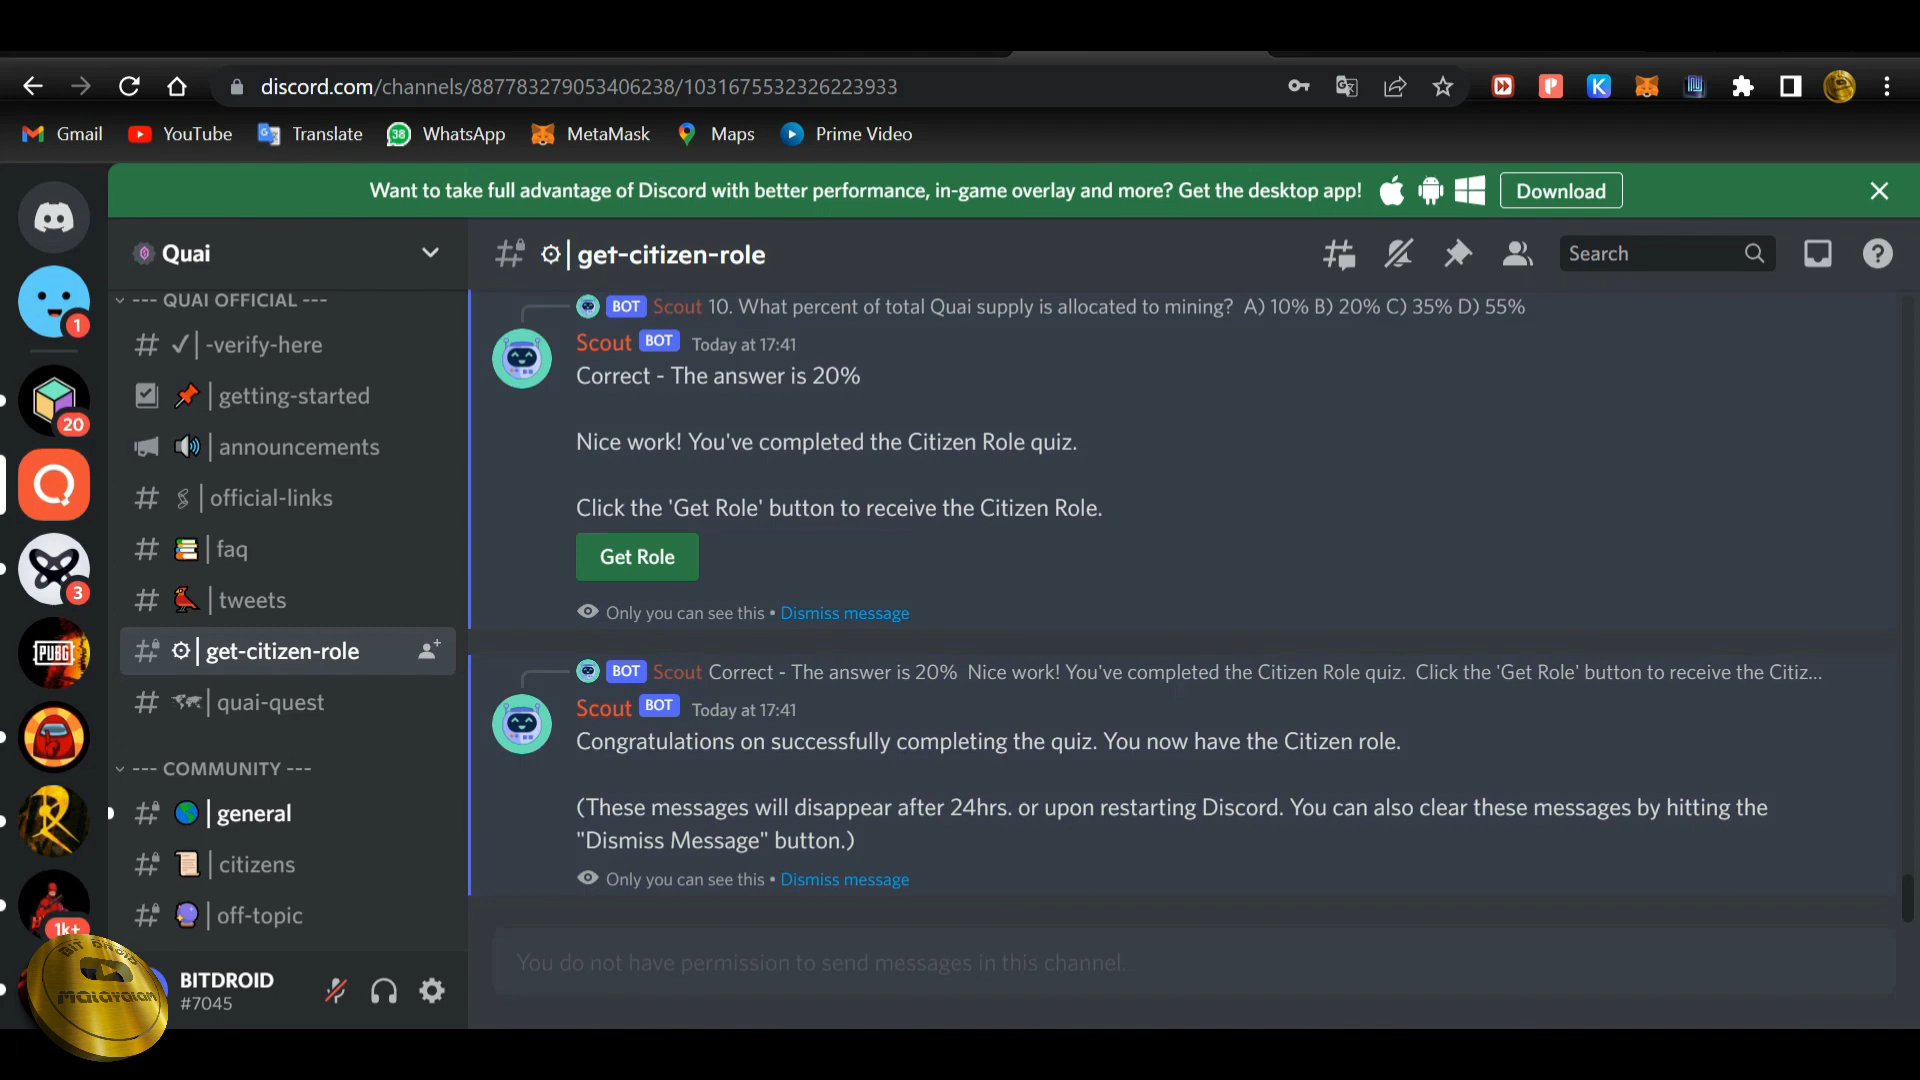 discord.com/channels/887783279053406238/1031675532326223933
Gmail YouTube Translate 38 WhatsApp MetaMask Maps Prime Video
Want to take full advantage of Discord with better performance, in-game overlay and more? Get the desktop app! Download
Quai
get-citizen-role
Search
--- QUAI OFFICIAL ---
-verify-here
getting-started
announcements
official-links
faq
tweets
get-citizen-role
quai-quest
--- COMMUNITY ---
general
citizens
off-topic
BITDROID
#7045
1
20
3
PUBG
1k+
BIT DROID
MALAYALAM
BOT Scout 10. What percent of total Quai supply is allocated to mining? A) 10% B) 20% C) 35% D) 55%
Scout BOT Today at 17:41
Correct - The answer is 20%
Nice work! You've completed the Citizen Role quiz.
Click the 'Get Role' button to receive the Citizen Role.
Get Role
Only you can see this • Dismiss message
BOT Scout Correct - The answer is 20% Nice work! You've completed the Citizen Role quiz. Click the 'Get Role' button to receive the Citiz...
Scout BOT Today at 17:41
Congratulations on successfully completing the quiz. You now have the Citizen role.
(These messages will disappear after 24hrs. or upon restarting Discord. You can also clear these messages by hitting the
"Dismiss Message" button.)
Only you can see this • Dismiss message
You do not have permission to send messages in this channel.